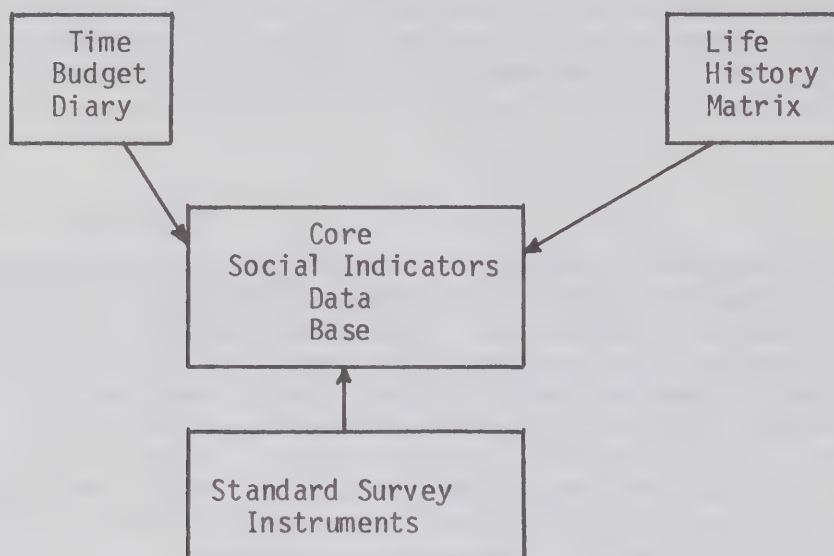 Time
Budget
Diary
Life
History
Matrix
Core
Social Indicators
Data
Base
Standard Survey
Instruments